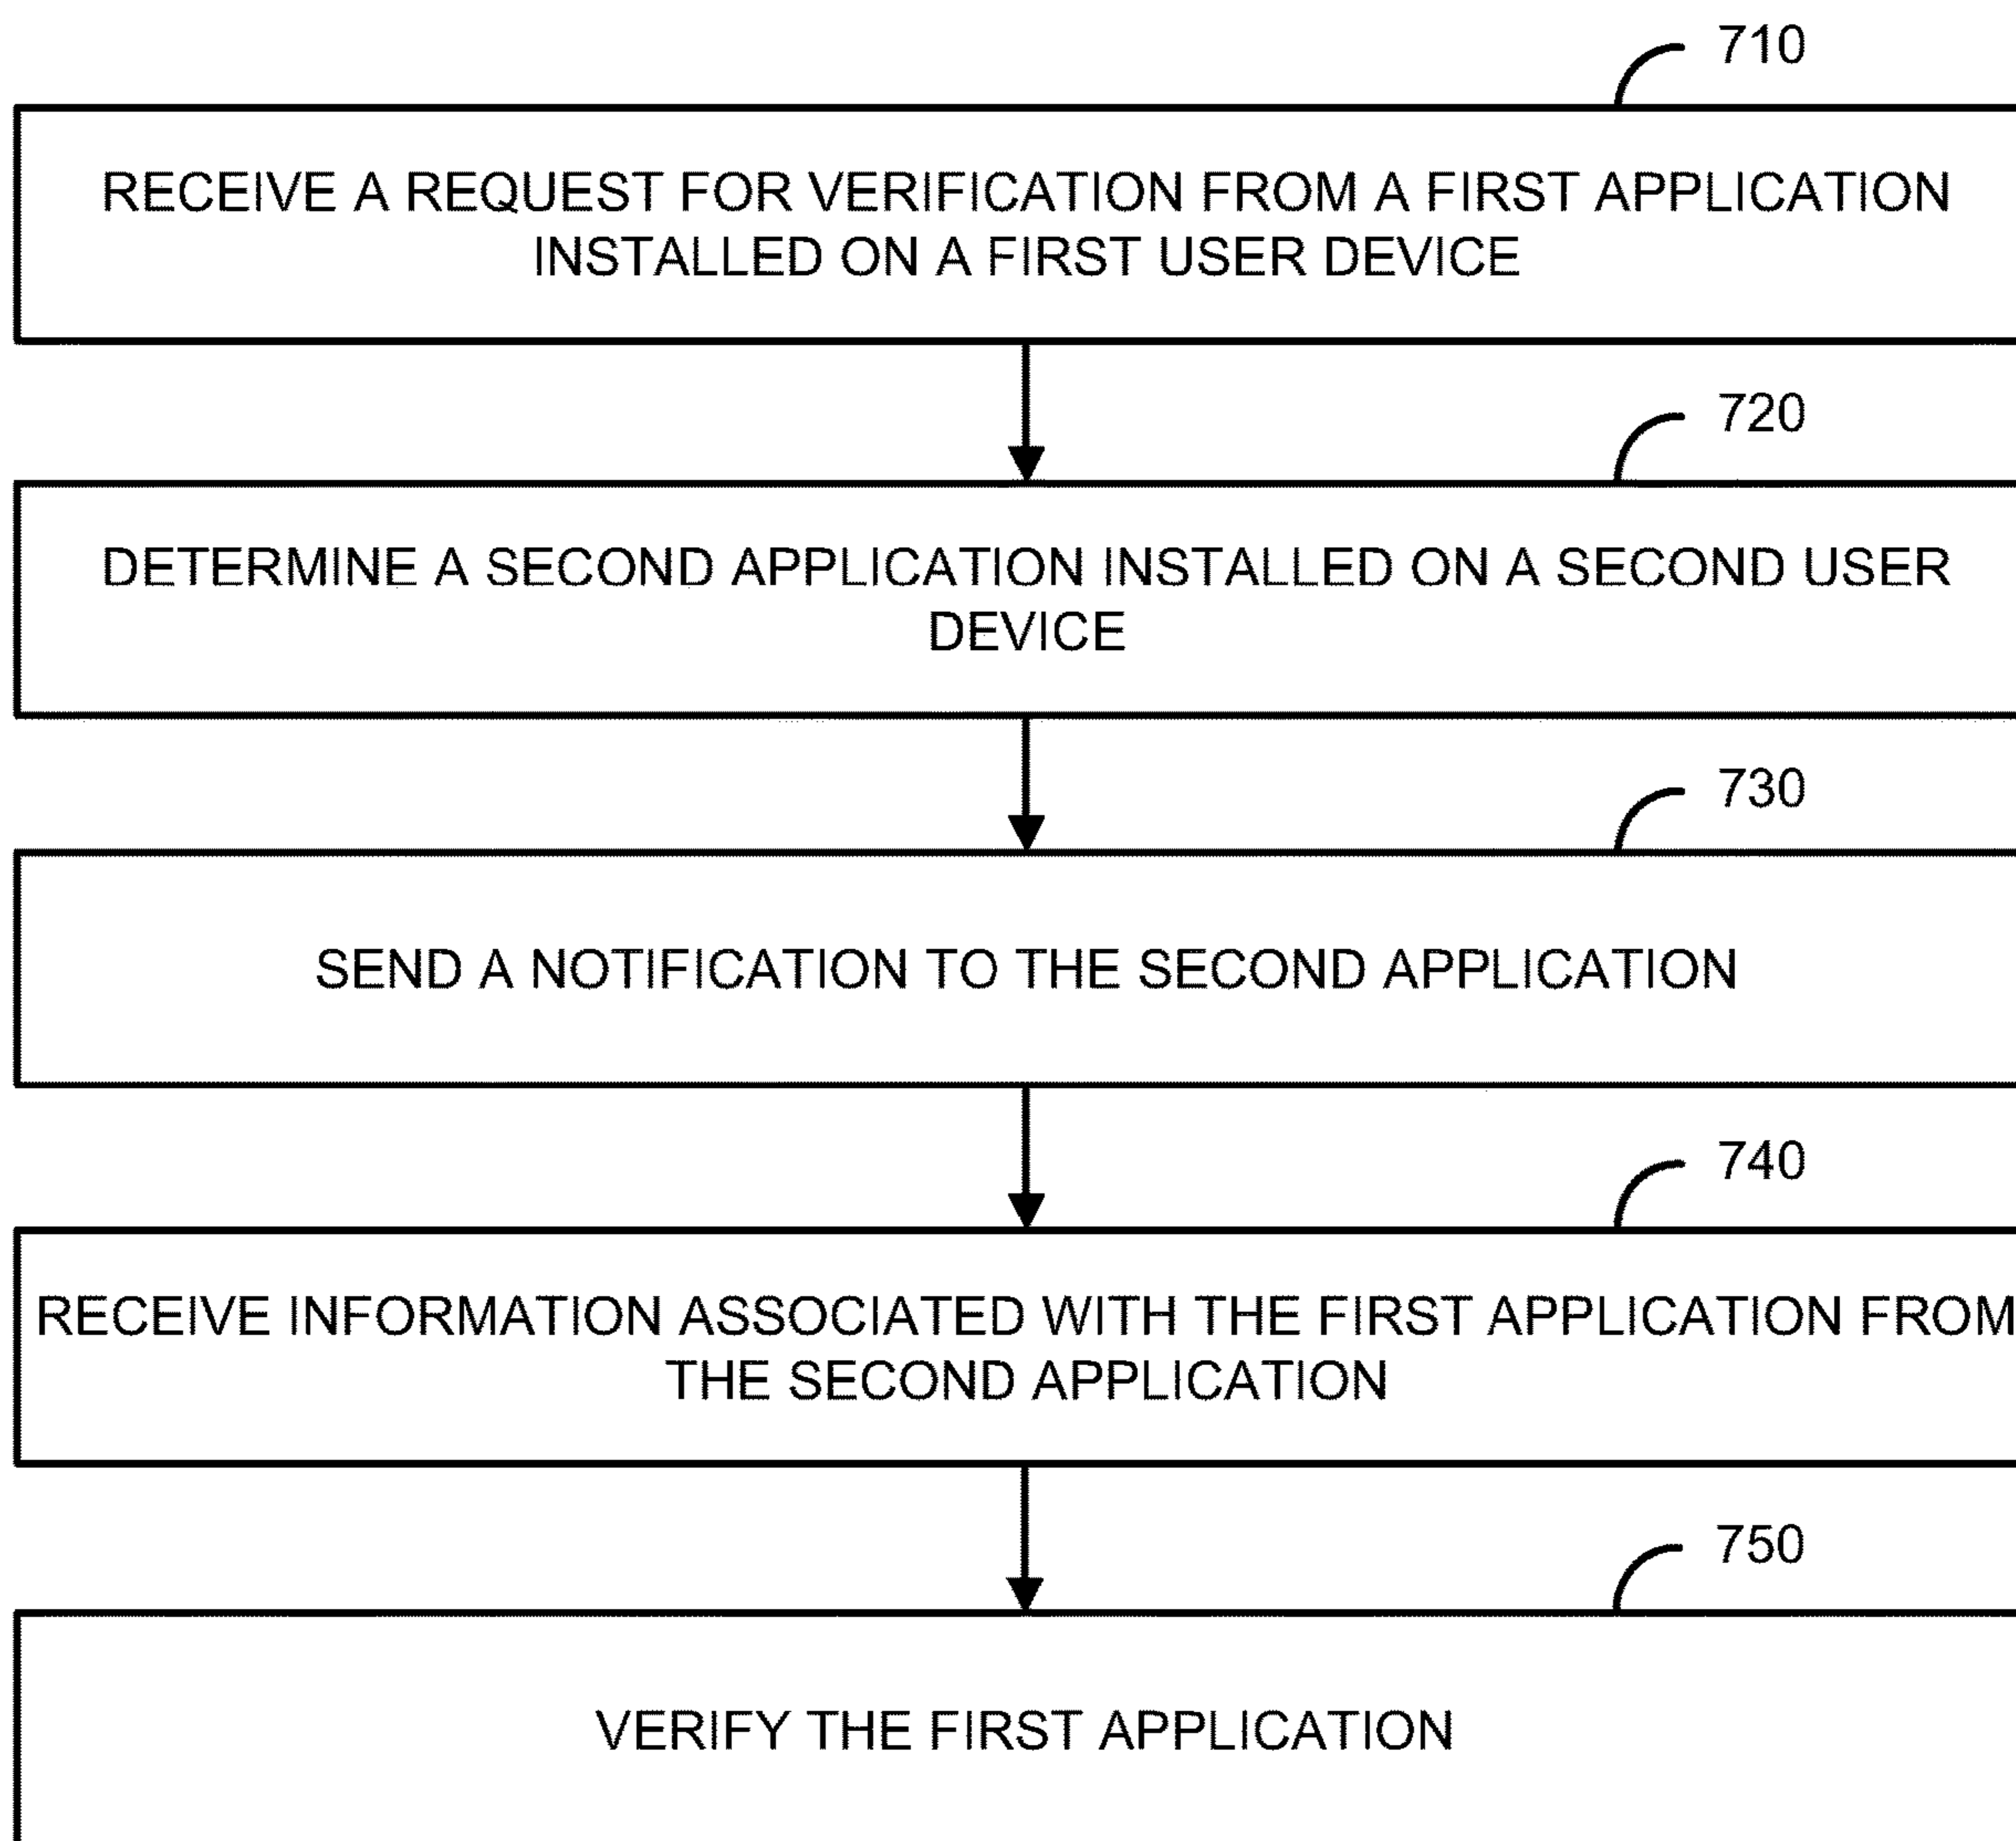 710
RECEIVE A REQUEST FOR VERIFICATION FROM A FIRST APPLICATION
INSTALLED ON A FIRST USER DEVICE
720
DETERMINE A SECOND APPLICATION INSTALLED ON A SECOND USER
DEVICE
730
SEND A NOTIFICATION TO THE SECOND APPLICATION
740
RECEIVE INFORMATION ASSOCIATED WITH THE FIRST APPLICATION FROM
THE SECOND APPLICATION
750
VERIFY THE FIRST APPLICATION